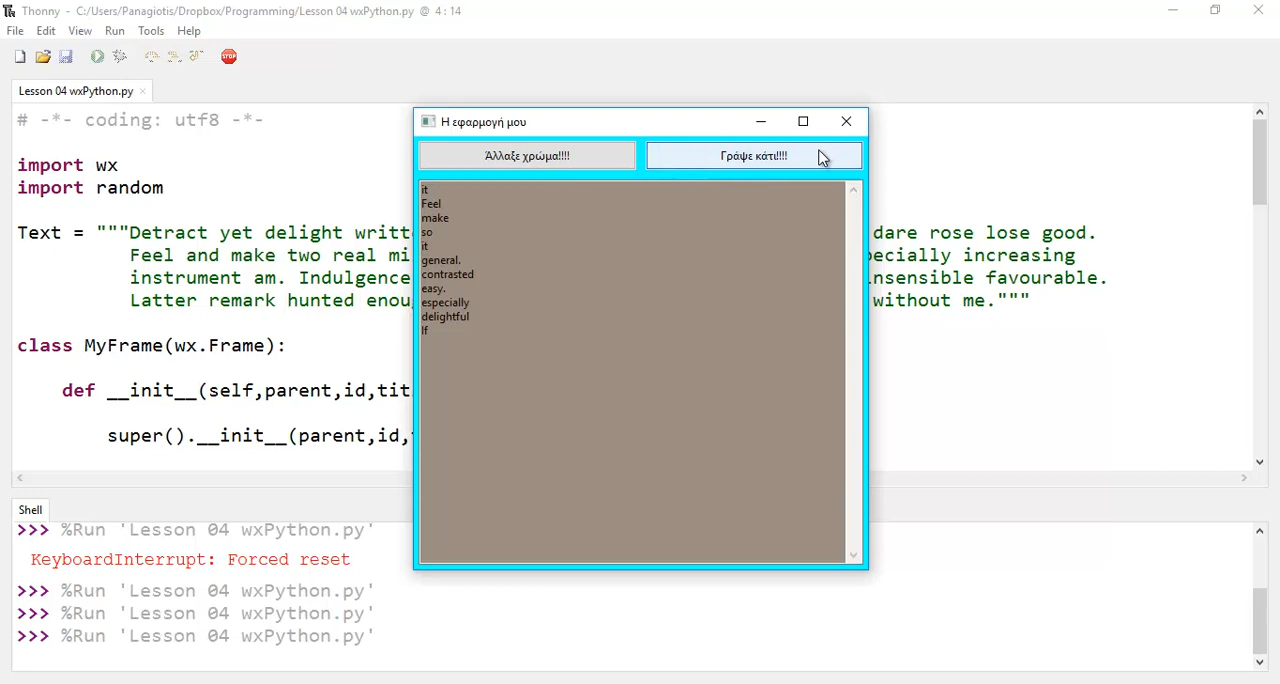 Thonny - C:/Users/Panagiotis/Dropbox/Programming/Lesson 04 wxPython.py @ 4 : 14
File Edit View Run Tools Help
STOP
Lesson 04 wxPython.py ×
# -*- coding: utf8 -*-
import wx
import random
Text = """Detract yet delight writt dare rose lose good.
Feel and make two real mi ecially increasing
instrument am. Indulgence nsensible favourable.
Latter remark hunted enou without me."""
class MyFrame(wx.Frame):
def __init__(self,parent,id,tit
super().__init__(parent,id,
Η εφαρμογή μου
Άλλαξε χρώμα!!!! Γράψε κάτι!!!!
it
Feel
make
so
it
general.
contrasted
easy.
especially
delightful
If
Shell
>>> %Run 'Lesson 04 wxPython.py'
KeyboardInterrupt: Forced reset
>>> %Run 'Lesson 04 wxPython.py'
>>> %Run 'Lesson 04 wxPython.py'
>>> %Run 'Lesson 04 wxPython.py'